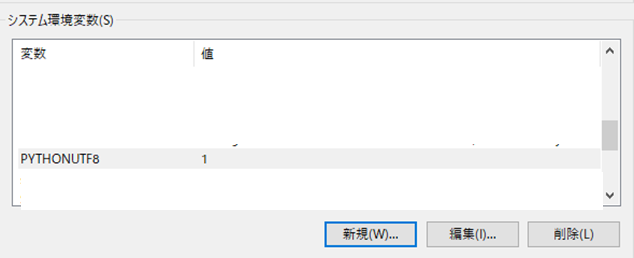 システム環境変数(S)
変数 値
PYTHONUTF8 1
新規(W)... 編集(I)... 削除(L)